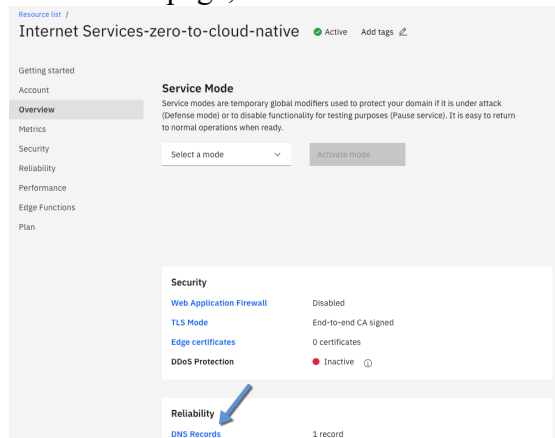 Resource list /
Internet Services-zero-to-cloud-native Active Add tags
Getting started
Account
Overview
Metrics
Security
Reliability
Performance
Edge Functions
Plan
Service Mode
Service modes are temporary global modifiers used to protect your domain if it is under attack
(Defense mode) or to disable functionality for testing purposes (Pause service). It is easy to return
to normal operations when ready.
Select a mode Activate mode
Security
Web Application Firewall Disabled
TLS Mode End-to-end CA signed
Edge certificates 0 certificates
DDoS Protection Inactive
Reliability
DNS Records 1 record